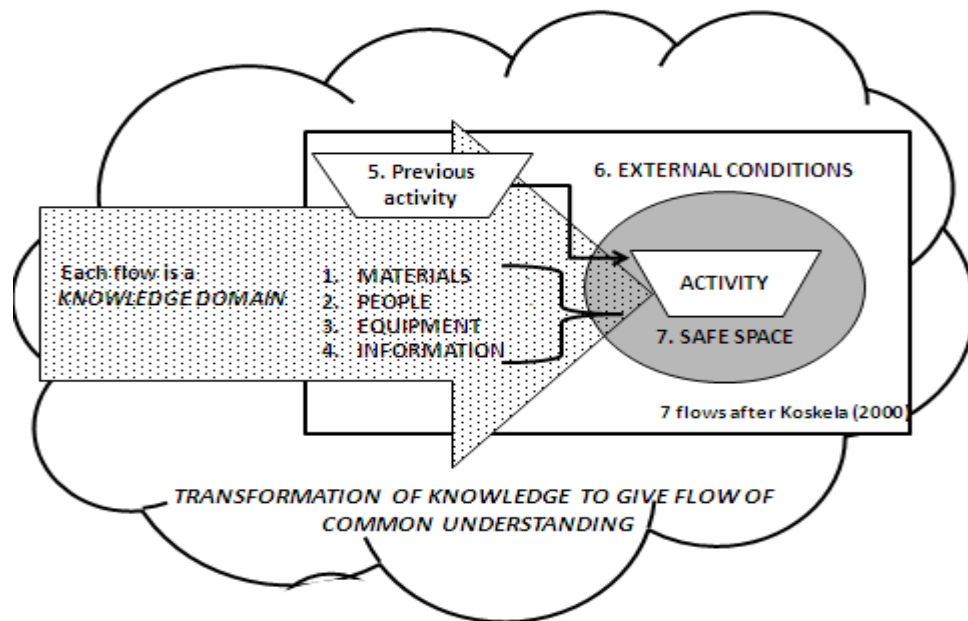 5. Previous
activity
6. EXTERNAL CONDITIONS
Each flow is a
KNOWLEDGE DOMAIN
1. MATERIALS
2. PEOPLE
3. EQUIPMENT
4. INFORMATION
ACTIVITY
7. SAFE SPACE
7 flows after Koskela (2000)
TRANSFORMATION OF KNOWLEDGE TO GIVE FLOW OF
COMMON UNDERSTANDING